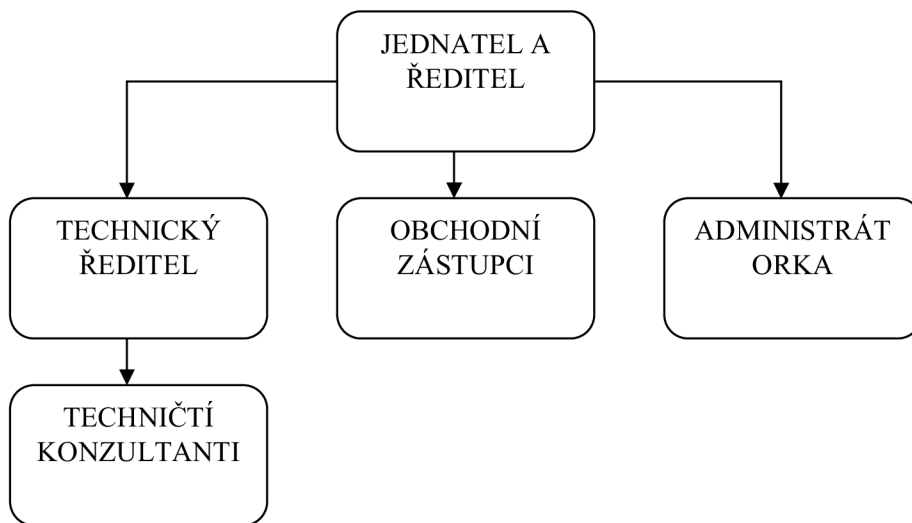 JEDNATEL A
ŘEDITEL
TECHNICKÝ
ŘEDITEL
OBCHODNÍ
ZÁSTUPCI
ADMINISTRÁT
ORKA
TECHNIČTÍ
KONZULTANTI